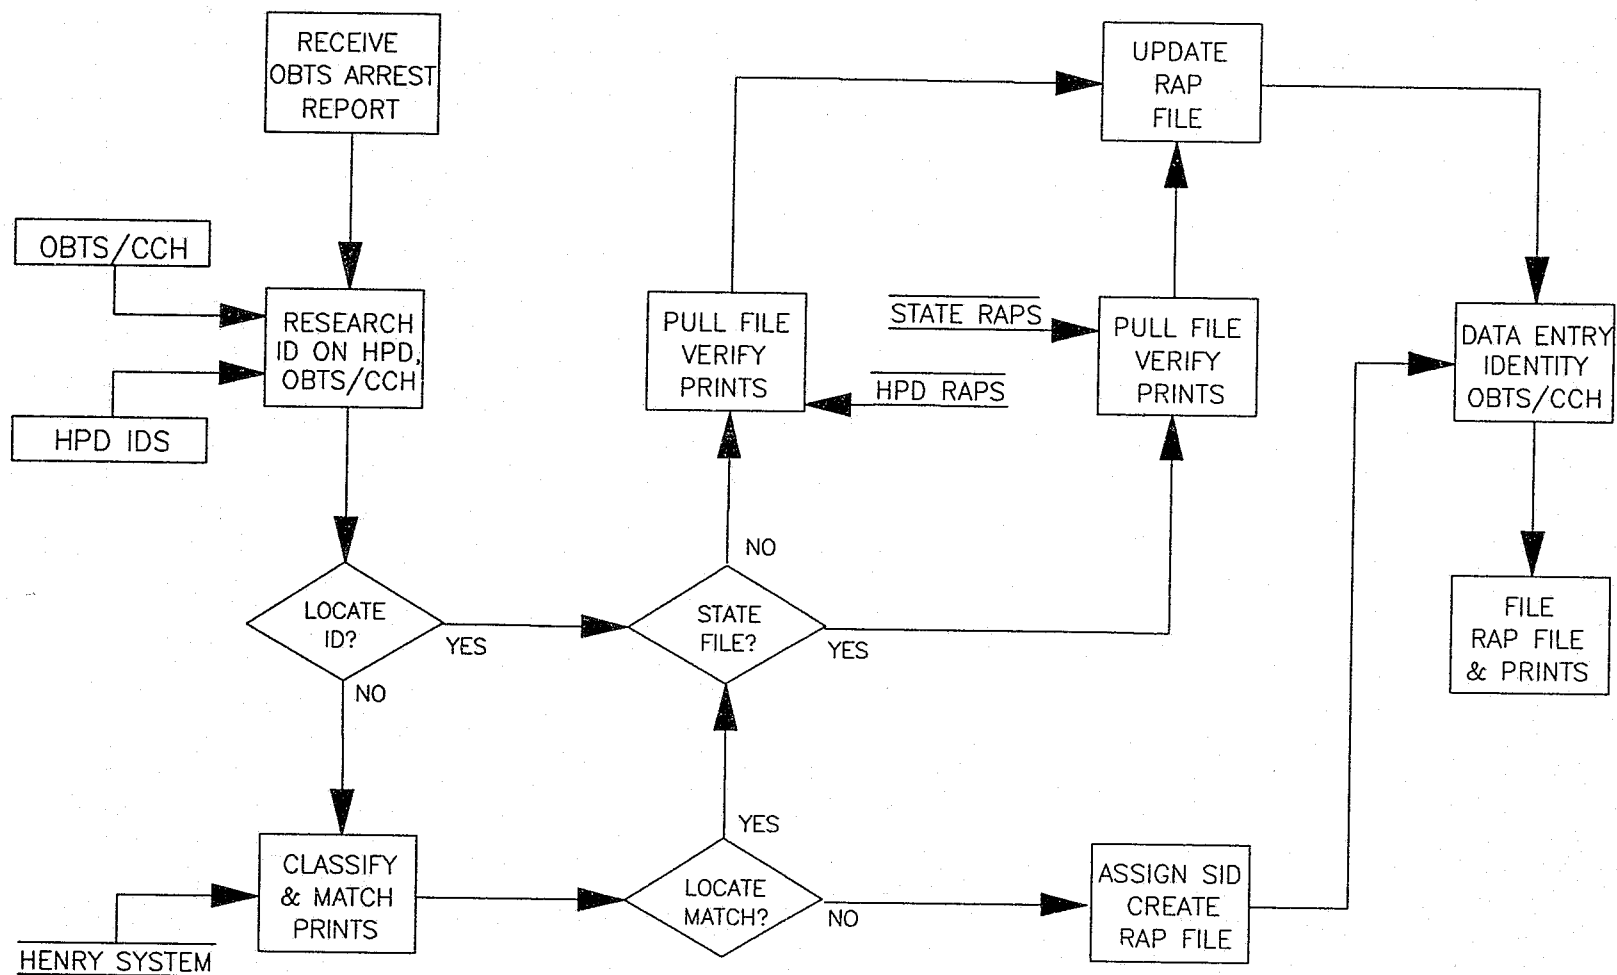 RECEIVE
OBTS ARREST
REPORT
UPDATE
RAP
FILE
OBTS/CCH
RESEARCH
ID ON HPD,
OBTS/CCH
HPD IDS
PULL FILE
VERIFY
PRINTS
HPD RAPS
STATE RAPS
PULL FILE
VERIFY
PRINTS
DATA ENTRY
IDENTITY
OBTS/CCH
LOCATE
ID?
YES
NO
STATE
FILE?
NO
YES
FILE
RAP FILE
& PRINTS
CLASSIFY
& MATCH
PRINTS
HENRY SYSTEM
LOCATE
MATCH?
YES
NO
ASSIGN SID
CREATE
RAP FILE